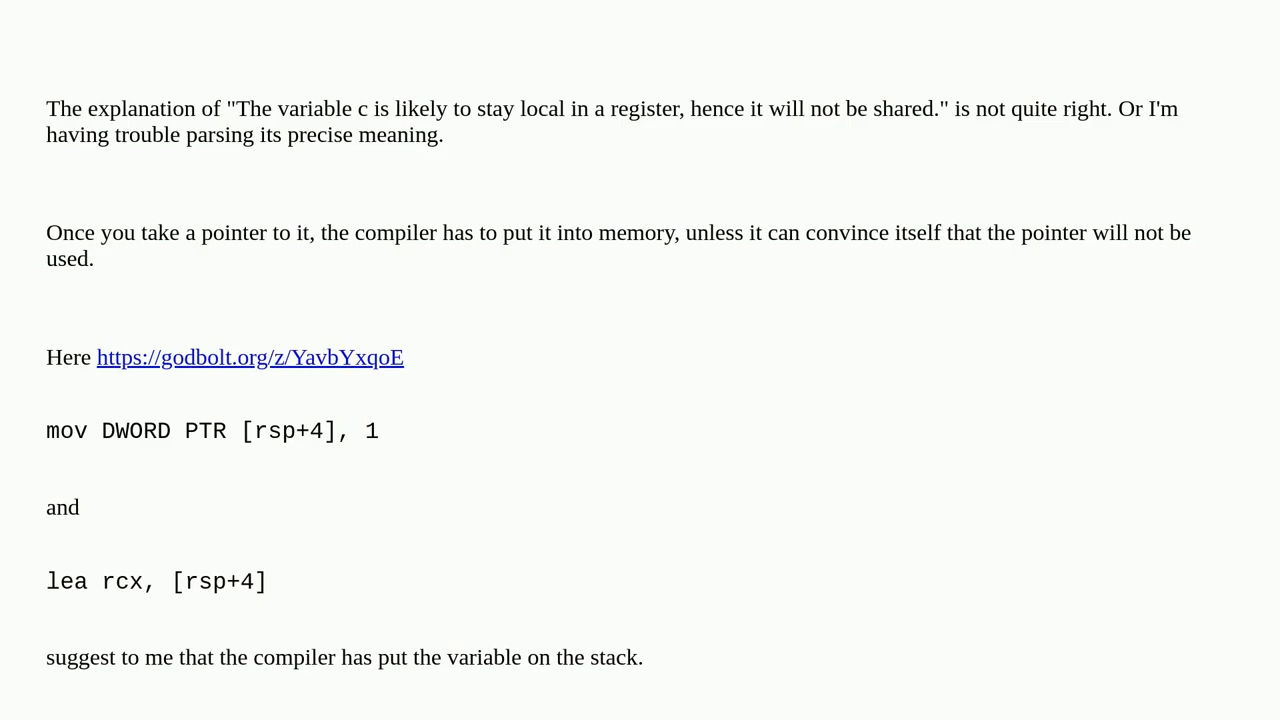 The explanation of "The variable c is likely to stay local in a register, hence it will not be shared." is not quite right. Or I'm
having trouble parsing its precise meaning.
Once you take a pointer to it, the compiler has to put it into memory, unless it can convince itself that the pointer will not be
used.
Here https://godbolt.org/z/YavbYxqoE
mov DWORD PTR [rsp+4], 1
and
lea rcx, [rsp+4]
suggest to me that the compiler has put the variable on the stack.